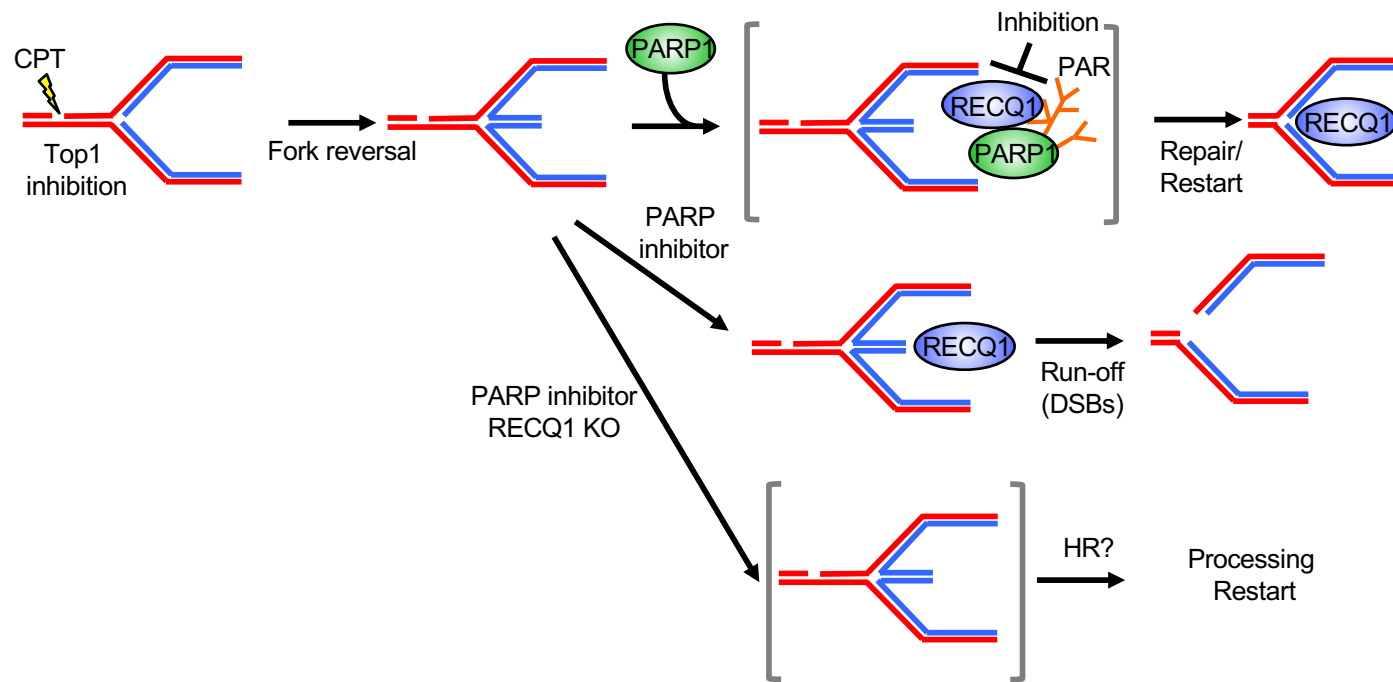 CPT
Top1
inhibition
Fork reversal
PARP1
Inhibition
PAR
RECQ1
PARP1
Repair/
Restart
RECQ1
PARP
inhibitor
RECQ1
Run-off
(DSBs)
PARP inhibitor
RECQ1 KO
HR?
Processing
Restart